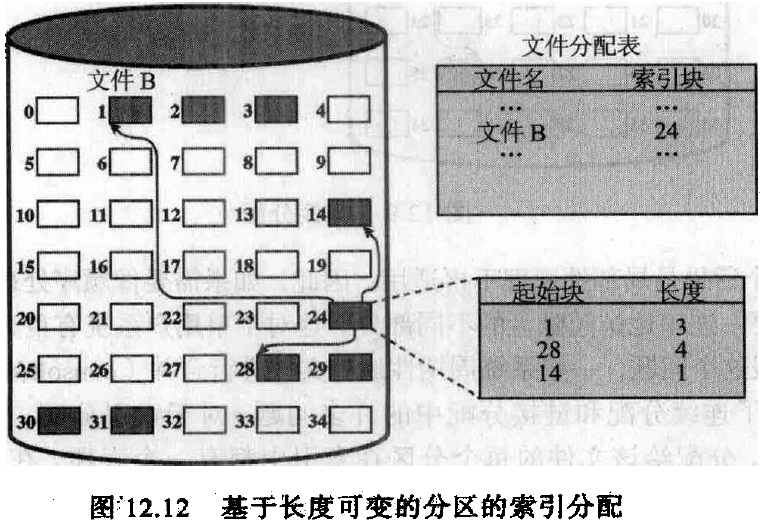 文件分配表
文件名 索引块
... ...
文件 B 24
... ...
文件 B
0 1 2 3 4
5 6 7 8 9
10 11 12 13 14
15 16 17 18 19
20 21 22 23 24
25 26 27 28 29
30 31 32 33 34
起始块 长度
1 3
28 4
14 1
图 12.12 基于长度可变的分区的索引分配